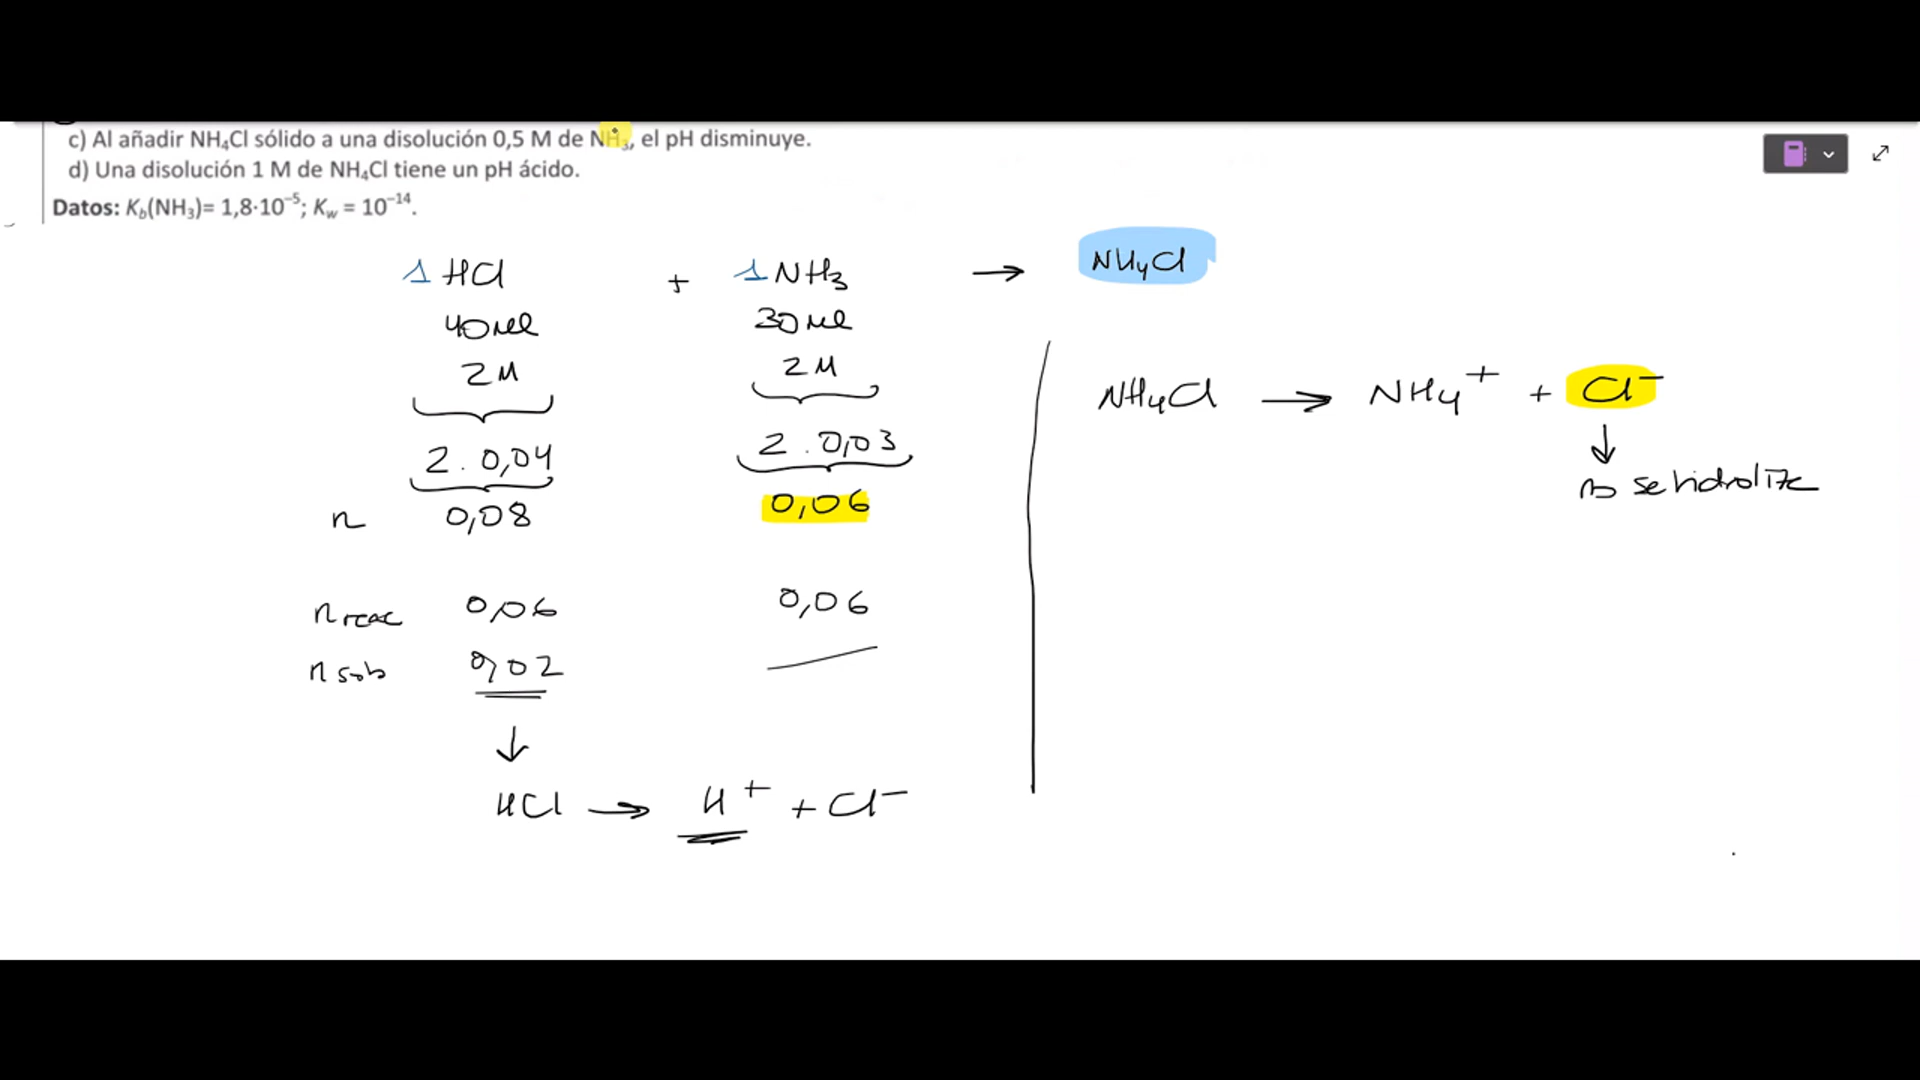 c) Al añadir NH₄Cl sólido a una disolución 0,5 M de NH₃, el pH disminuye.
d) Una disolución 1 M de NH₄Cl tiene un pH ácido.
Datos: K_b(NH₃)= 1,8·10⁻⁵; K_w = 10⁻¹⁴.
1 HCl + 1 NH₃ → NH₄Cl
40 ml 30 ml
2 M 2 M
2 . 0,04 2 . 0,03
n 0,08 0,06
n reac 0,06 0,06
n sob 0,02
↓
HCl → H⁺ + Cl⁻
NH₄Cl → NH₄⁺ + Cl⁻
↓
no se hidroliza